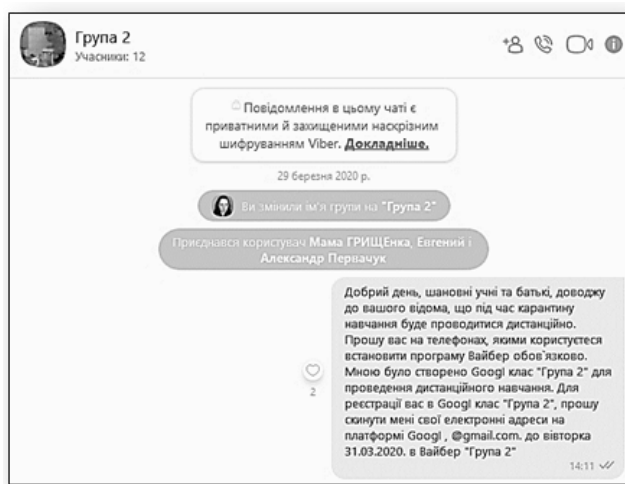 Група 2
Учасники: 12
Повідомлення в цьому чаті є
приватними й захищеними наскрізним
шифруванням Viber. Докладніше.
29 березня 2020 р.
Ви змінили ім'я групи на "Група 2"
Приєднався користувач Мама ГРИЩЕнка, Евгений і
Александр Первачук
Добрий день, шановні учні та батькі, доводжу
до вашого відома, що під час карантину
навчання буде проводитися дистанційно.
Прошу вас на телефонах, якими користуєтеся
встановити програму Вайбер обов`язково.
Мною було створено Googl клас "Група 2" для
проведення дистанційного навчання. Для
реєстрації вас в Googl клас "Група 2", прошу
скинути мені свої електронні адреси на
платформі Googl , @gmail.com. до вівторка
31.03.2020. в Вайбер "Група 2"
2
14:11